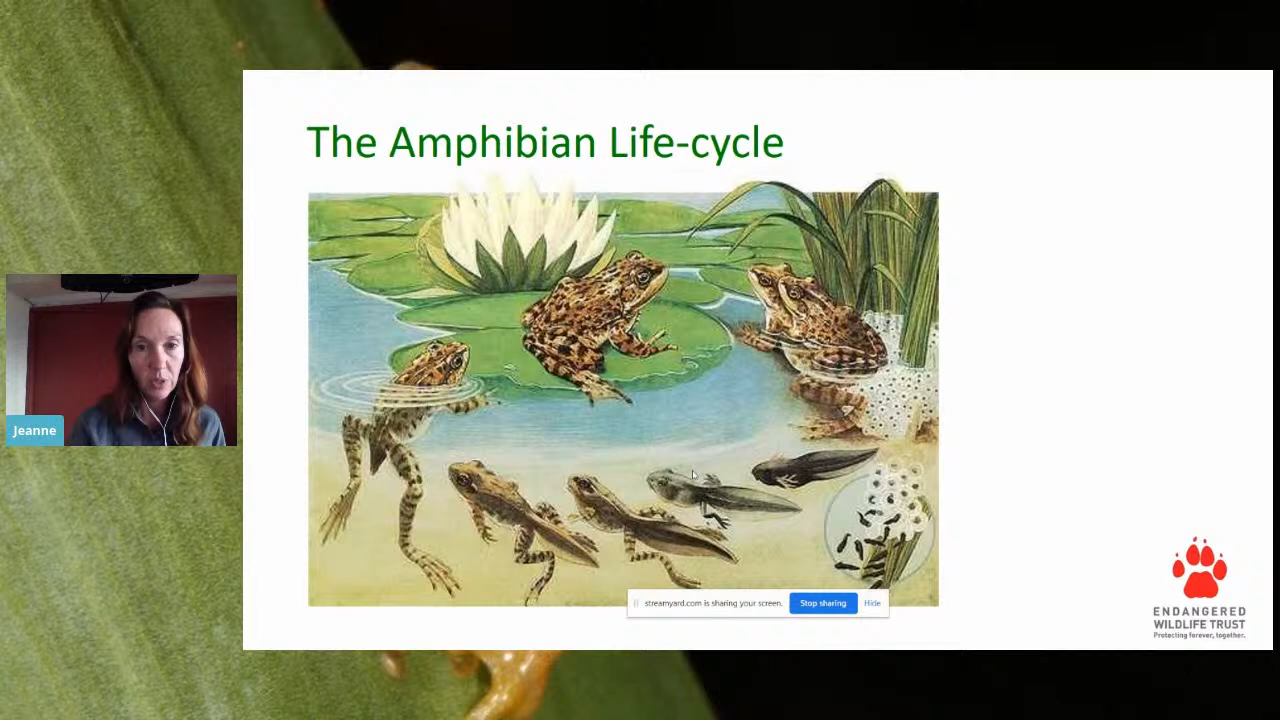 The Amphibian Life-cycle
Jeanne
streamyard.com is sharing your screen.
Stop sharing
Hide
ENDANGERED
WILDLIFE TRUST
Protecting forever, together.